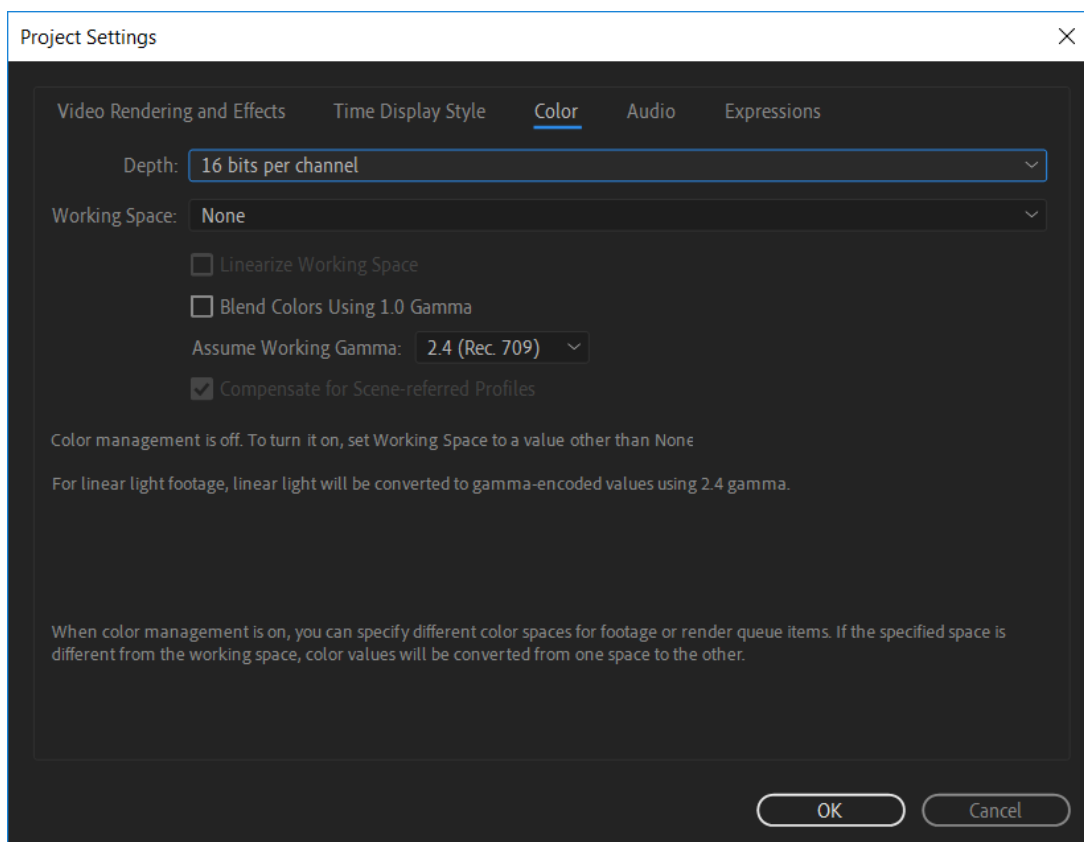 Project Settings
Video Rendering and Effects Time Display Style Color Audio Expressions
Depth: 16 bits per channel
Working Space: None
Linearize Working Space
Blend Colors Using 1.0 Gamma
Assume Working Gamma: 2.4 (Rec. 709)
Compensate for Scene-referred Profiles
Color management is off. To turn it on, set Working Space to a value other than None
For linear light footage, linear light will be converted to gamma-encoded values using 2.4 gamma.
When color management is on, you can specify different color spaces for footage or render queue items. If the specified space is
different from the working space, color values will be converted from one space to the other.
OK Cancel